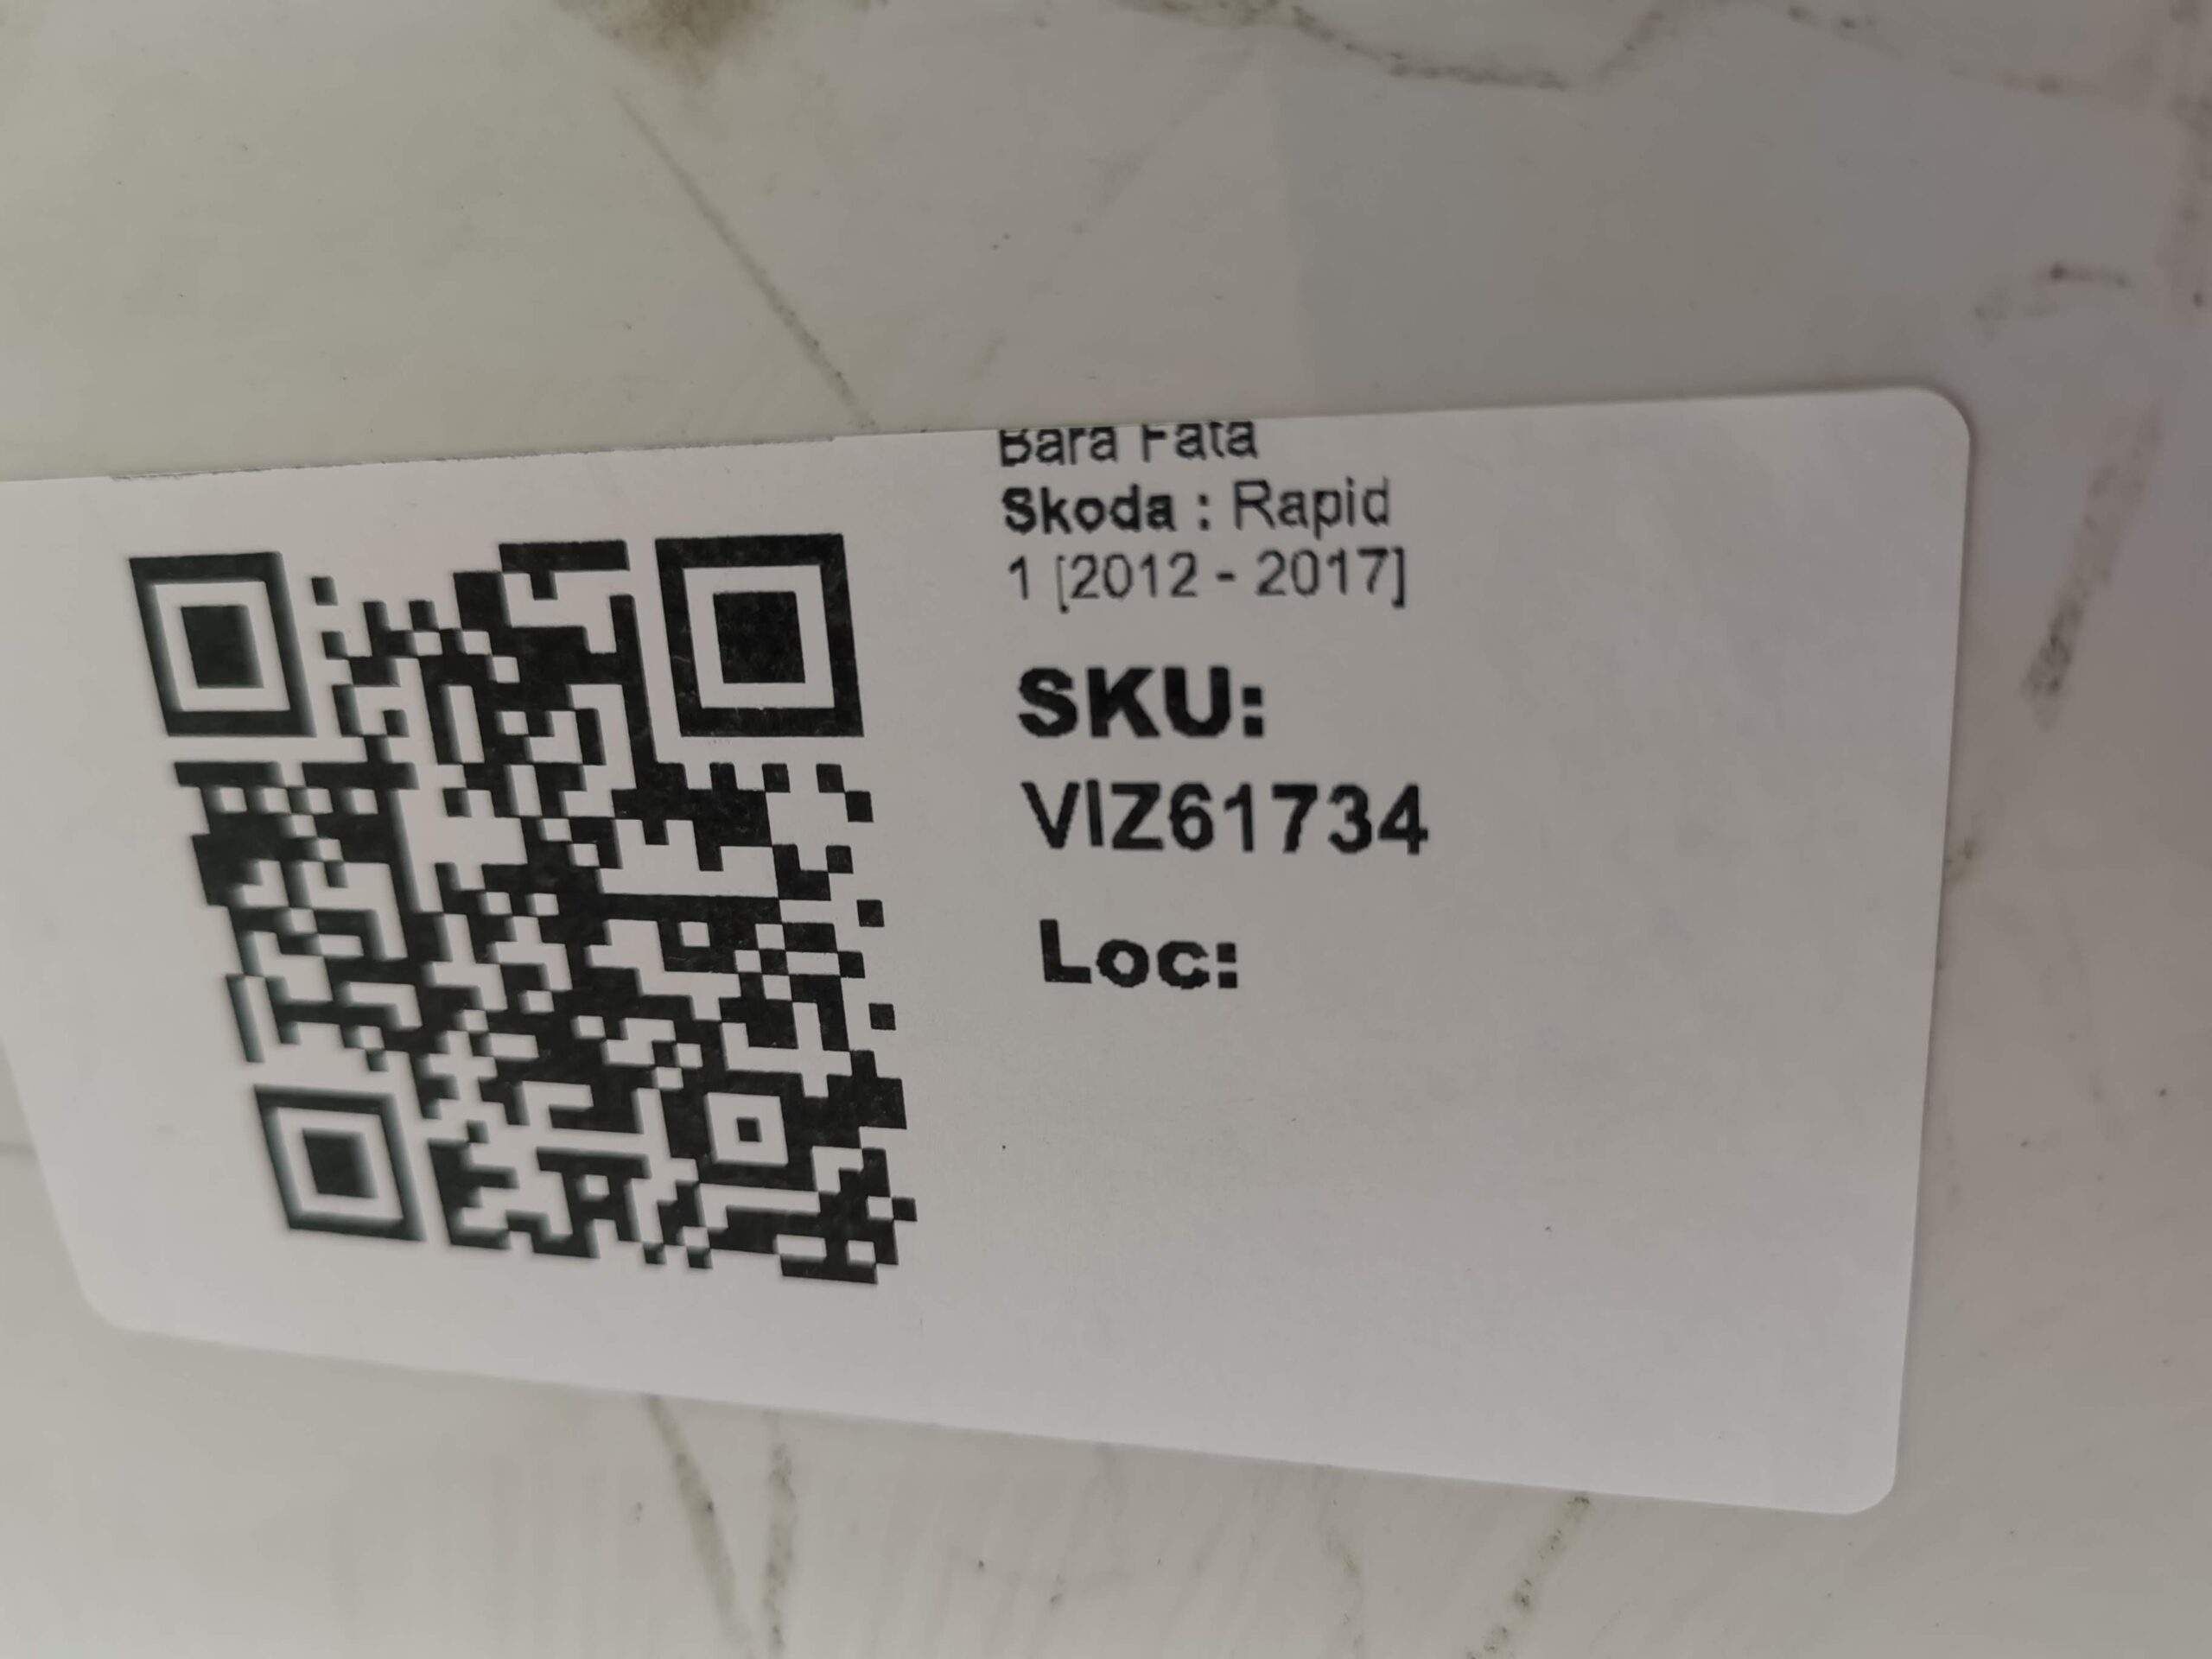 Bara Fata
Skoda : Rapid
1 [2012 - 2017]
SKU:
VIZ61734
Loc: